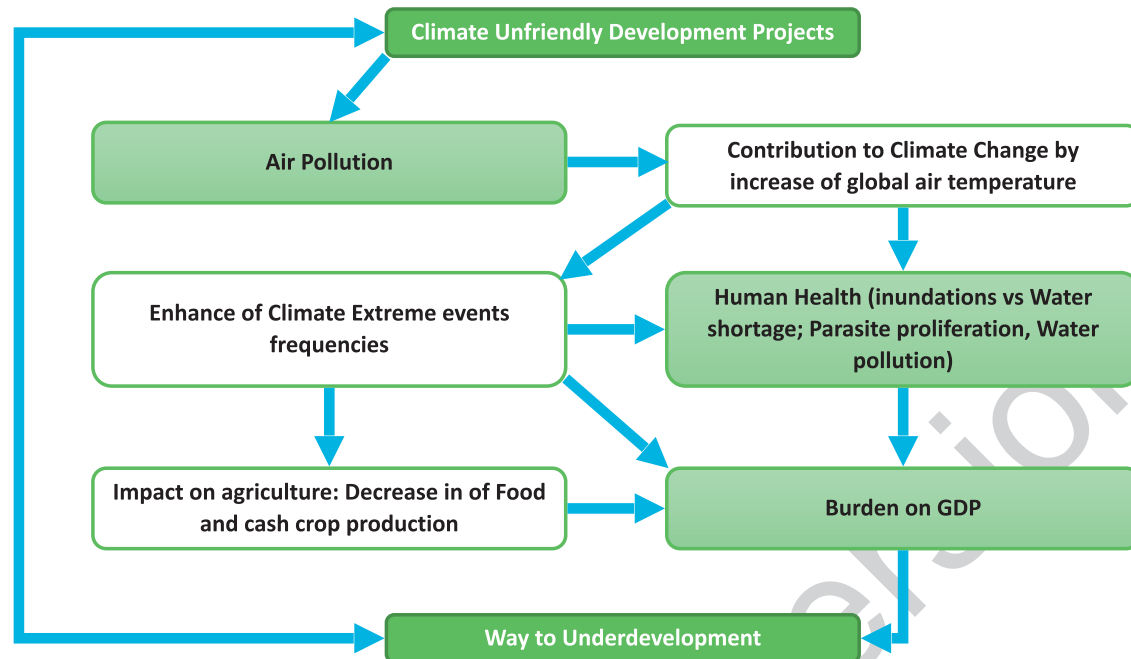 Climate Unfriendly Development Projects
Air Pollution
Contribution to Climate Change by
increase of global air temperature
Enhance of Climate Extreme events
frequencies
Human Health (inundations vs Water
shortage; Parasite proliferation, Water
pollution)
Impact on agriculture: Decrease in of Food
and cash crop production
Burden on GDP
Way to Underdevelopment